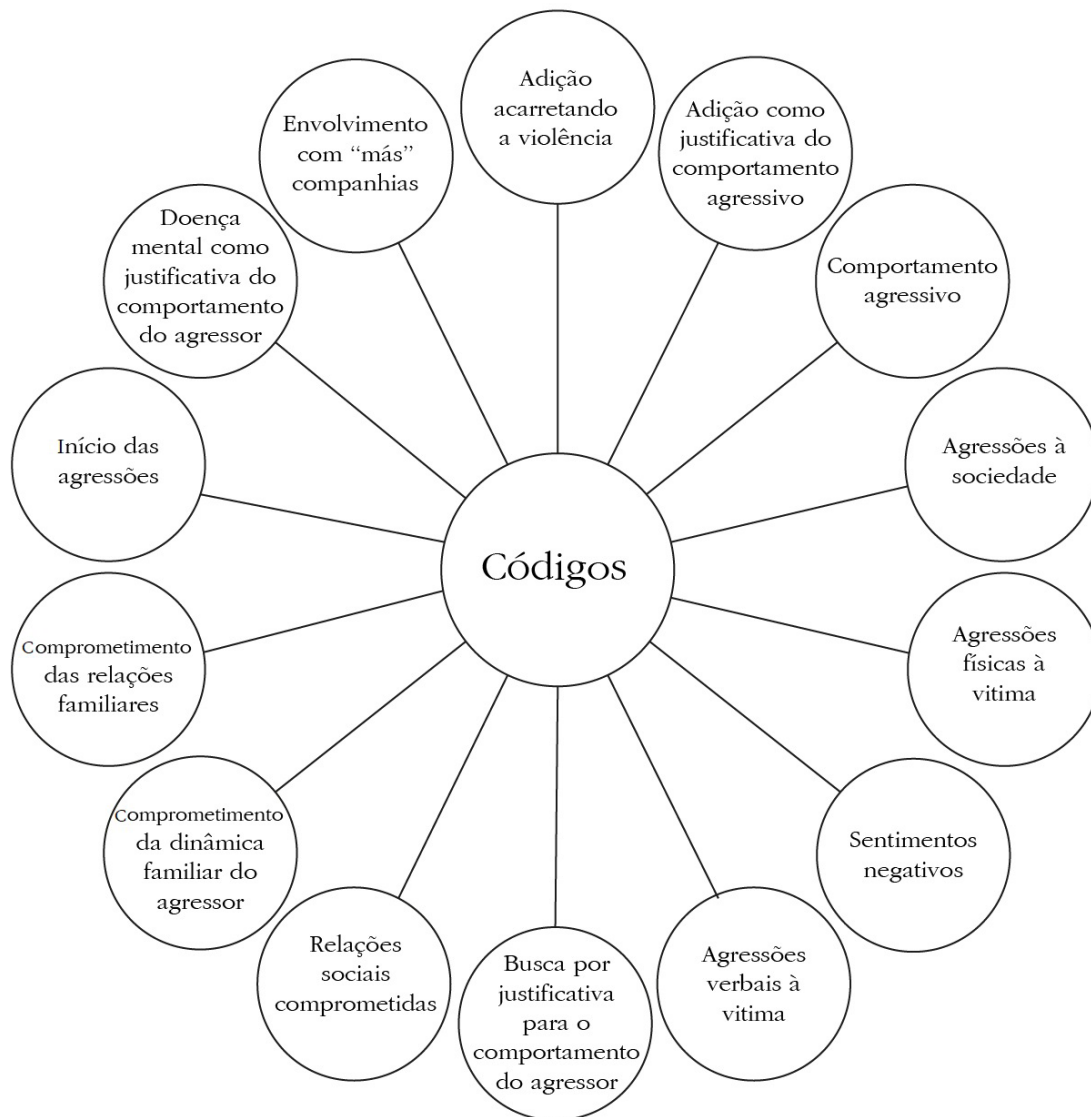 Adição
acarretando
a violência
Adição como
justificativa do
comportamento
agressivo
Comportamento
agressivo
Agressões à
sociedade
Agressões
físicas à
vitima
Sentimentos
negativos
Agressões
verbais à
vitima
Busca por
justificativa
para o
comportamento
do agressor
Relações
sociais
comprometidas
Comprometimento
da dinâmica
familiar do
agressor
Comprometimento
das relações
familiares
Início das
agressões
Doença
mental como
justificativa do
comportamento
do agressor
Envolvimento
com “más”
companhias
Códigos